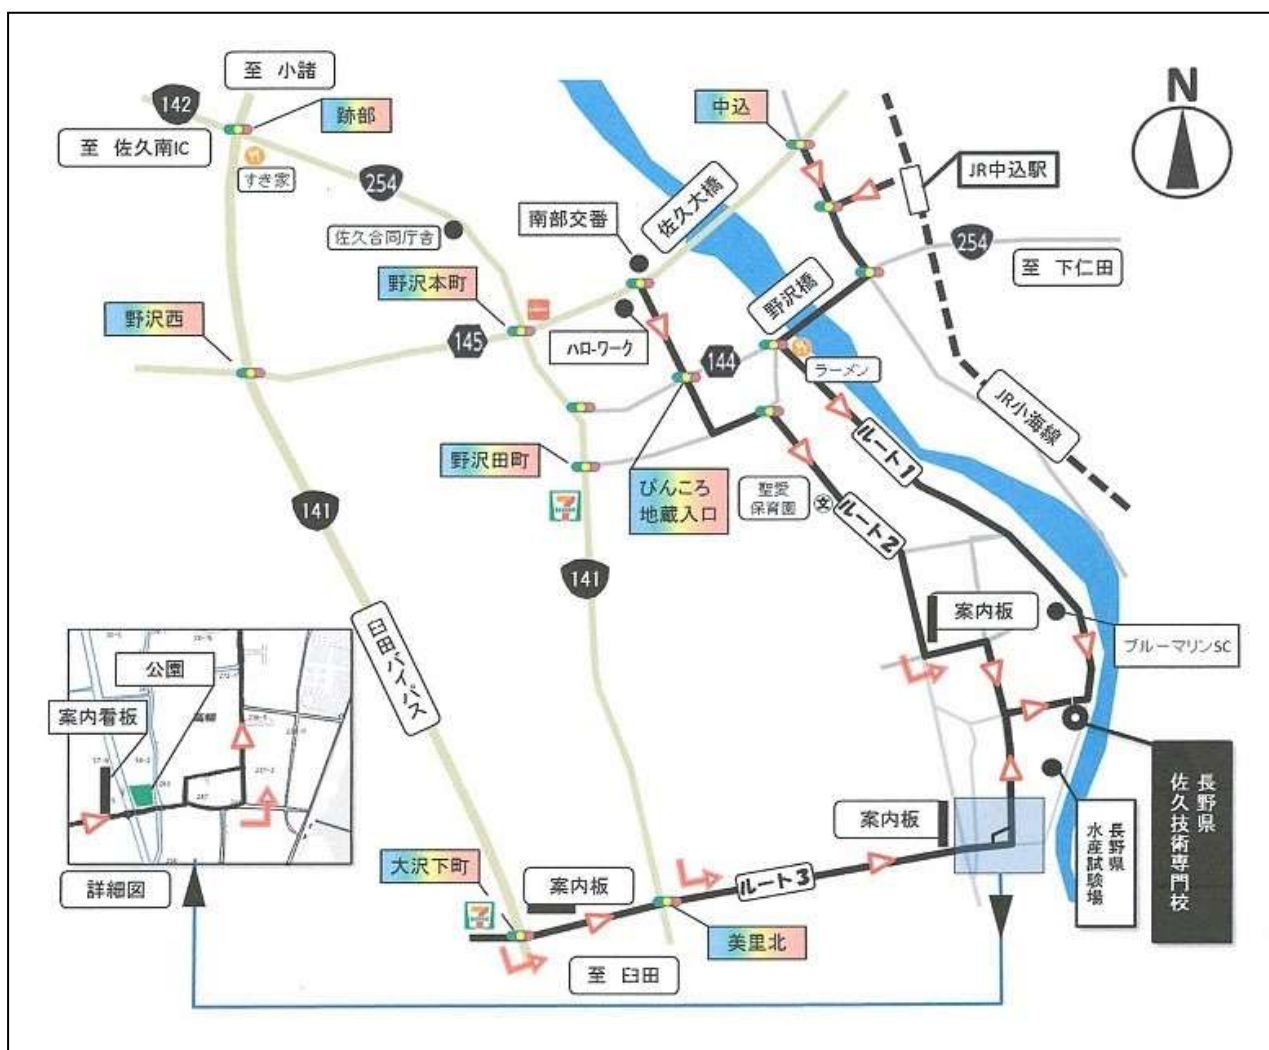 至 小諸
142
跡部
中込
N
至 佐久南IC
すき家
254
JR中込駅
佐久大橋
南部交番
佐久合同庁舎
254
至 下仁田
野沢本町
野沢橋
野沢西
145
ハローワーク
144
ラーメン
JR小海線
ルート1
野沢田町
ぴんころ
地蔵入口
聖愛
保育園
ルート2
141
141
案内板
ブルーマリンSC
臼田バイパス
公園
案内看板
高柳
長野県
佐久技術専門校
長野県
水産試験場
案内板
大沢下町
案内板
ルート3
詳細図
美里北
至 臼田